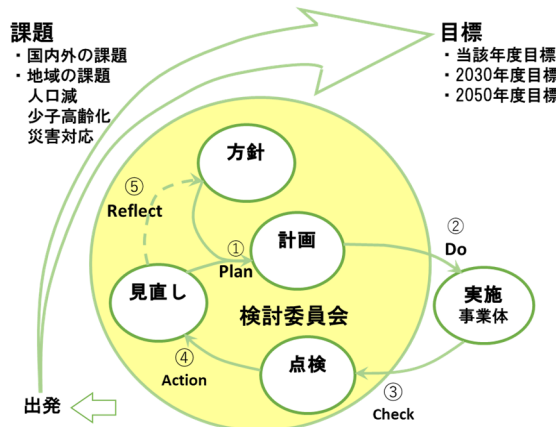 課題
・国内外の課題
・地域の課題
人口減
少子高齢化
災害対応
目標
・当該年度目標
・2030年度目標
・2050年度目標
方針
⑤
Reflect
①
Plan
計画
②
Do
見直し
検討委員会
実施
事業体
④
Action
点検
③
Check
出発